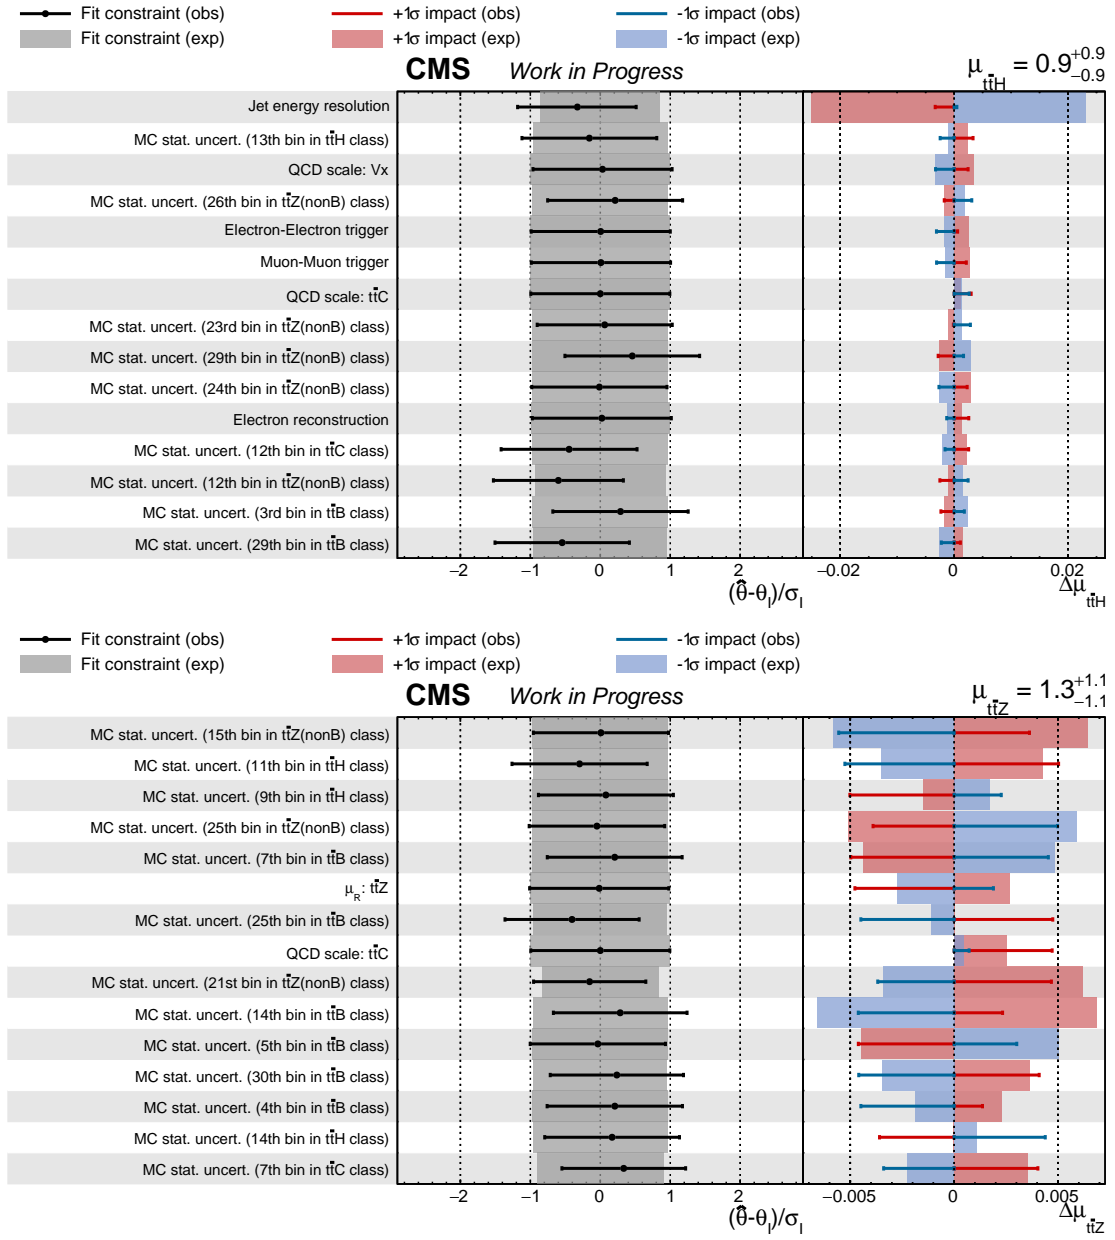 Fit constraint (obs) +1σ impact (obs) -1σ impact (obs)
Fit constraint (exp) +1σ impact (exp) -1σ impact (exp)
CMS Work in Progress μ_tt̄H = 0.9 +0.9 −0.9
Jet energy resolution
MC stat. uncert. (13th bin in tt̄H class)
QCD scale: Vx
MC stat. uncert. (26th bin in tt̄Z(nonB) class)
Electron-Electron trigger
Muon-Muon trigger
QCD scale: tt̄C
MC stat. uncert. (23rd bin in tt̄Z(nonB) class)
MC stat. uncert. (29th bin in tt̄Z(nonB) class)
MC stat. uncert. (24th bin in tt̄Z(nonB) class)
Electron reconstruction
MC stat. uncert. (12th bin in tt̄C class)
MC stat. uncert. (12th bin in tt̄Z(nonB) class)
MC stat. uncert. (3rd bin in tt̄B class)
MC stat. uncert. (29th bin in tt̄B class)
−2 −1 0 1 2 −0.02 0 0.02
(θ̂-θ_I)/σ_I Δμ_tt̄H
Fit constraint (obs) +1σ impact (obs) -1σ impact (obs)
Fit constraint (exp) +1σ impact (exp) -1σ impact (exp)
CMS Work in Progress μ_tt̄Z = 1.3 +1.1 −1.1
MC stat. uncert. (15th bin in tt̄Z(nonB) class)
MC stat. uncert. (11th bin in tt̄H class)
MC stat. uncert. (9th bin in tt̄H class)
MC stat. uncert. (25th bin in tt̄Z(nonB) class)
MC stat. uncert. (7th bin in tt̄B class)
μ_R: tt̄Z
MC stat. uncert. (25th bin in tt̄B class)
QCD scale: tt̄C
MC stat. uncert. (21st bin in tt̄Z(nonB) class)
MC stat. uncert. (14th bin in tt̄B class)
MC stat. uncert. (5th bin in tt̄B class)
MC stat. uncert. (30th bin in tt̄B class)
MC stat. uncert. (4th bin in tt̄B class)
MC stat. uncert. (14th bin in tt̄H class)
MC stat. uncert. (7th bin in tt̄C class)
−2 −1 0 1 2 −0.005 0 0.005
(θ̂-θ_I)/σ_I Δμ_tt̄Z